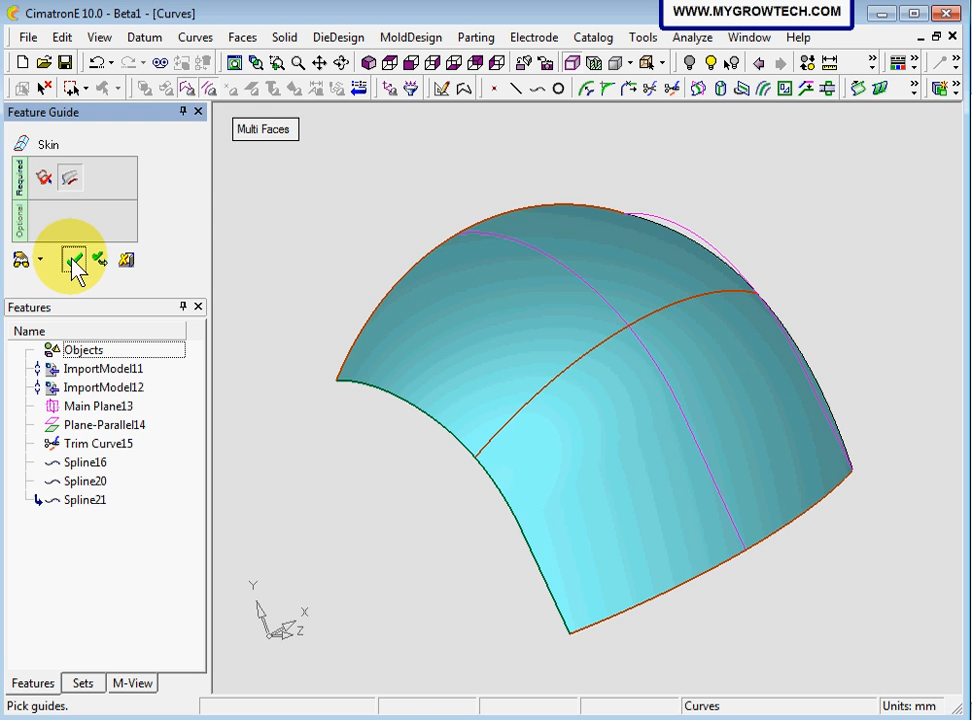 CimatronE 10.0 - Beta1 - [Curves]
WWW.MYGROWTECH.COM
File Edit View Datum Curves Faces Solid DieDesign MoldDesign Parting Electrode Catalog Tools Analyze Window Help
Feature Guide
Skin
Required
Optional
Multi Faces
Features
Name
Objects
ImportModel11
ImportModel12
Main Plane13
Plane-Parallel14
Trim Curve15
Spline16
Spline20
Spline21
Y
X
Z
Features Sets M-View
Pick guides.
Curves
Units: mm